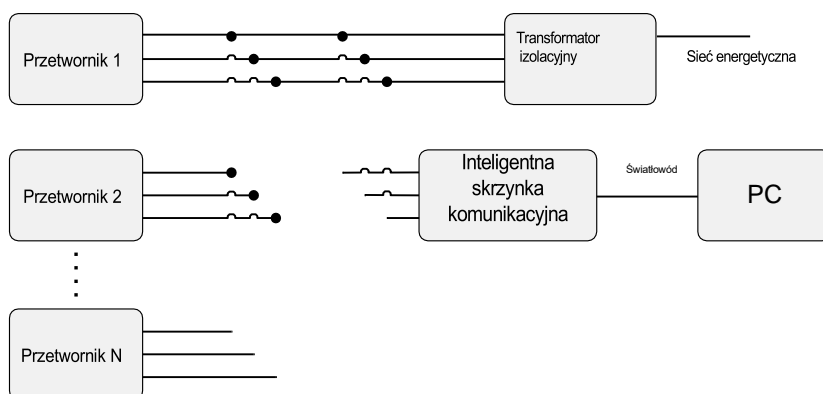 Przetwornik 1
Transformator
izolacyjny
Sieć energetyczna
Przetwornik 2
Inteligentna
skrzynka
komunikacyjna
Światłowód
PC
Przetwornik N